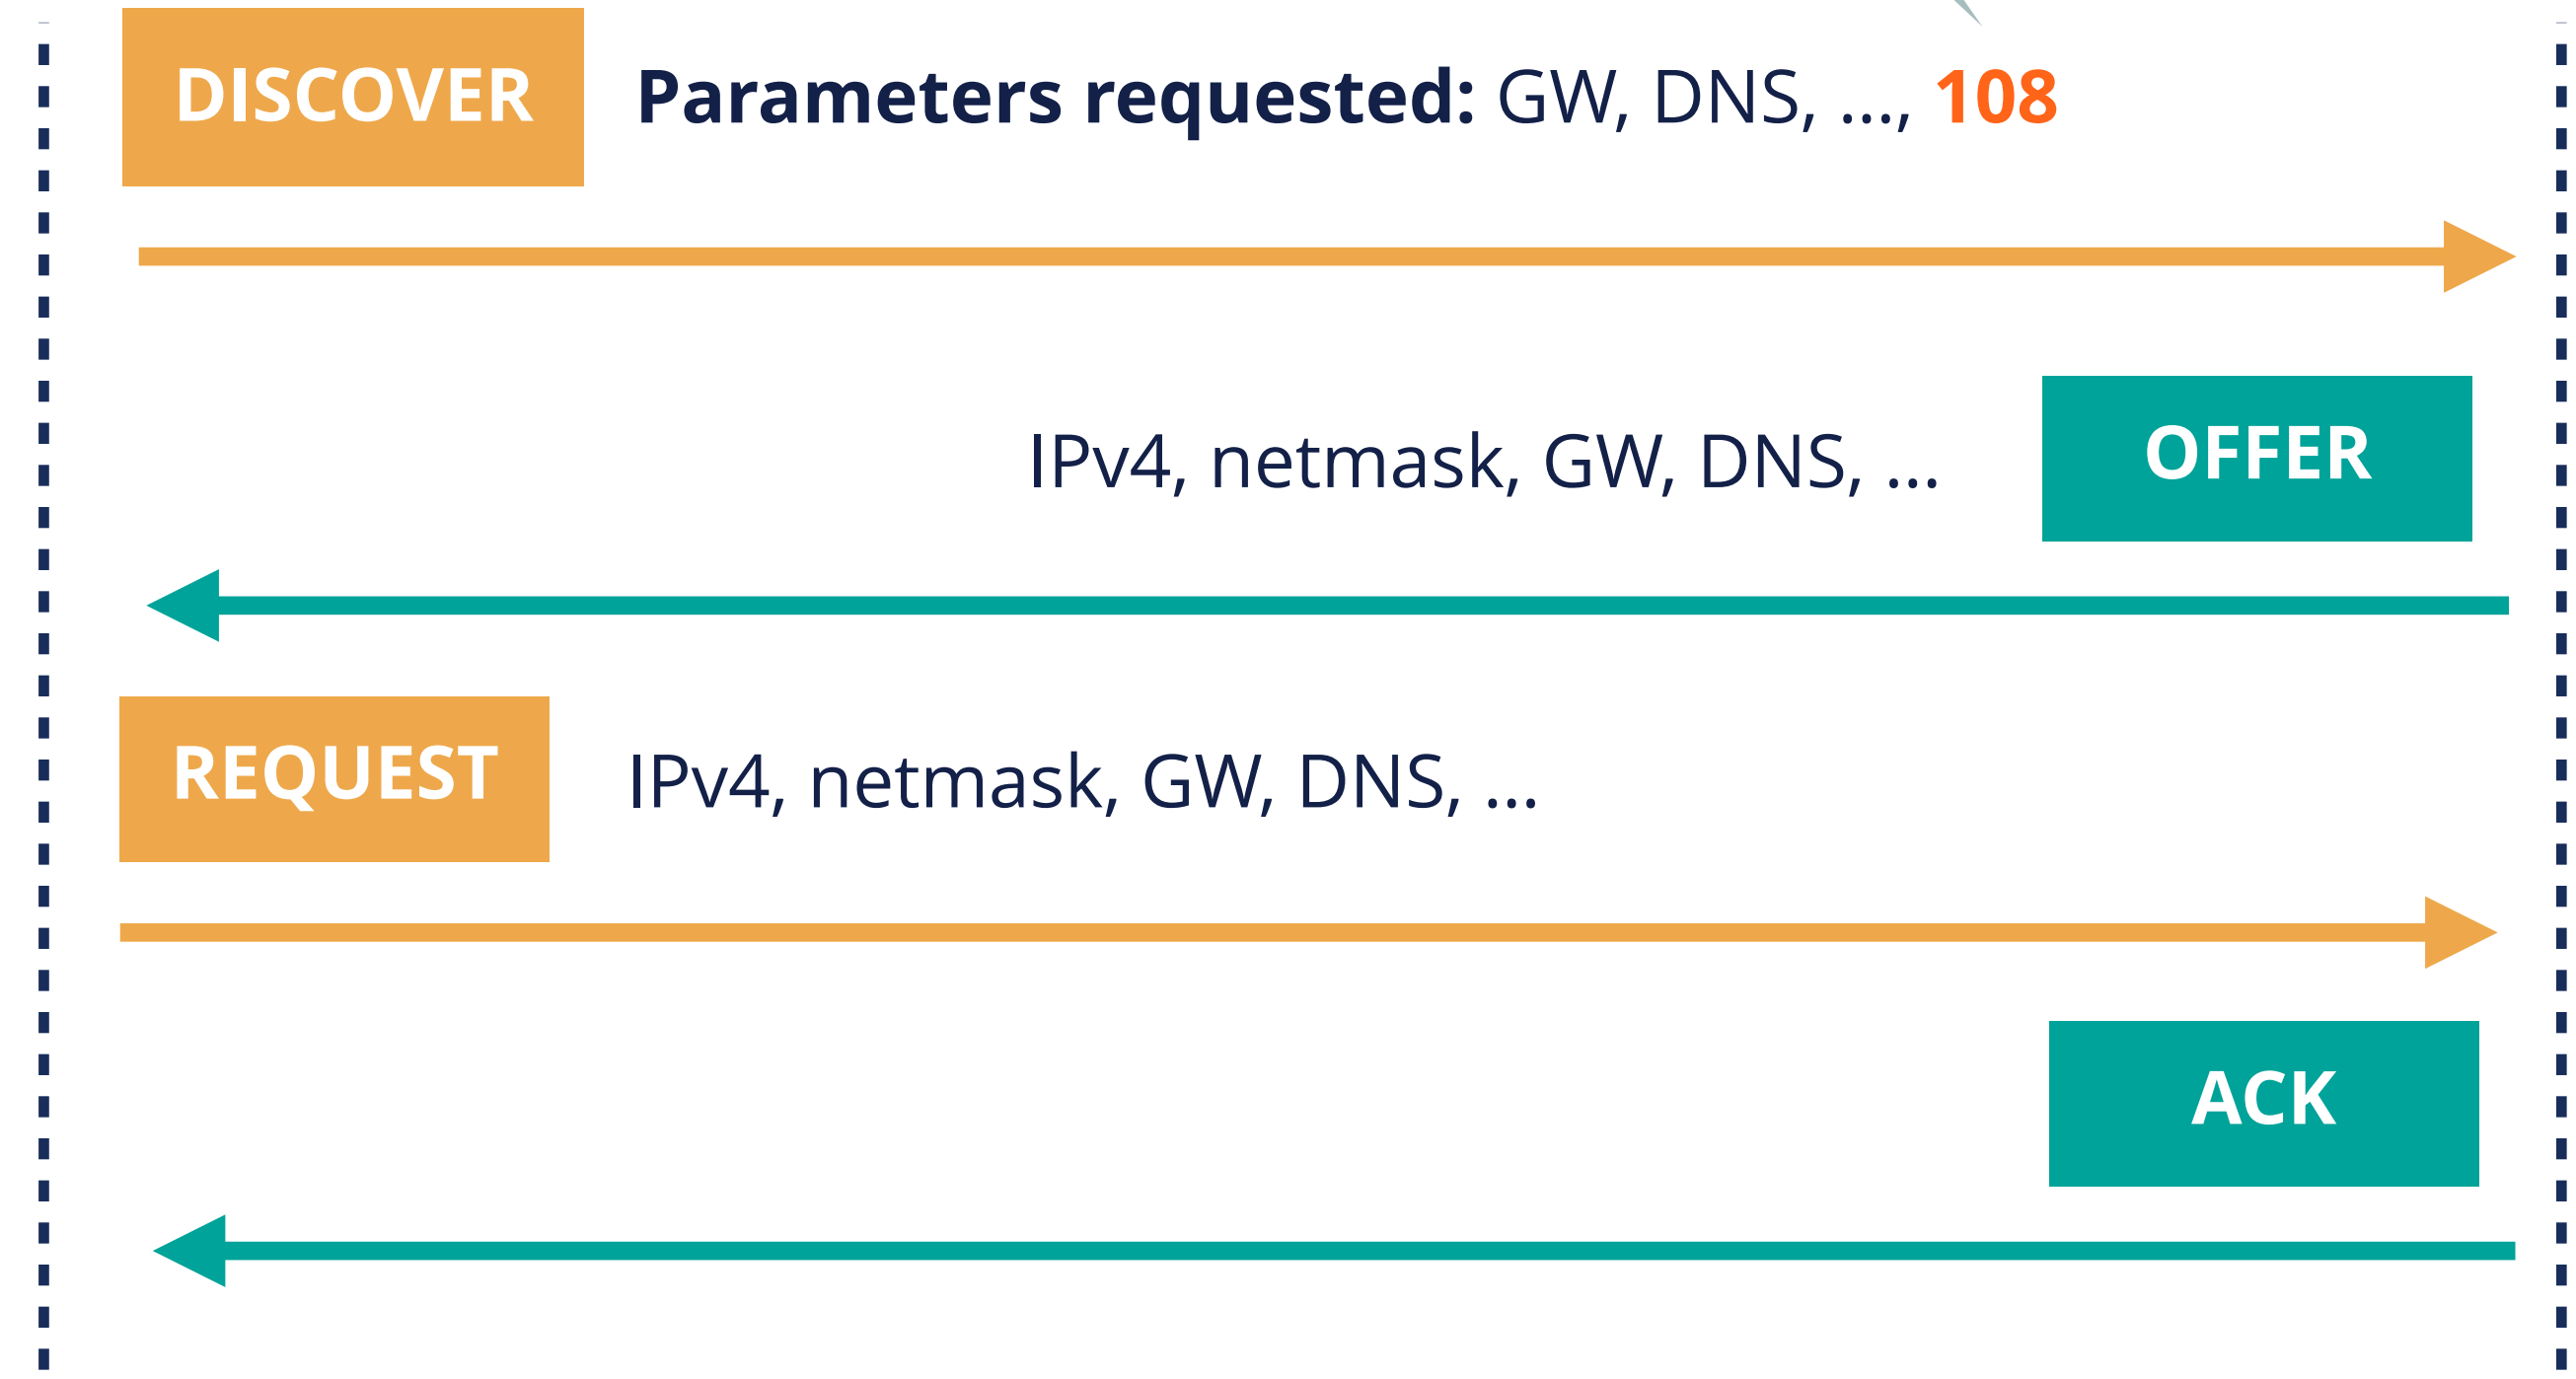 DISCOVER
Parameters requested: GW, DNS, ..., 108
IPv4, netmask, GW, DNS, ...
OFFER
REQUEST
IPv4, netmask, GW, DNS, ...
ACK